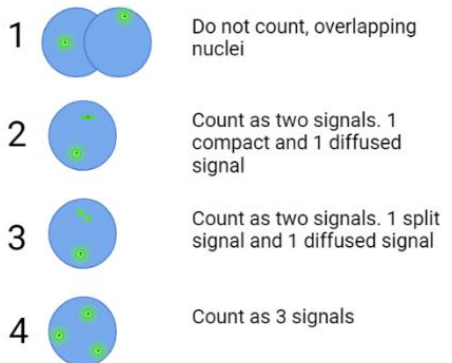 1
Do not count, overlapping
nuclei
2
Count as two signals. 1
compact and 1 diffused
signal
3
Count as two signals. 1 split
signal and 1 diffused signal
4
Count as 3 signals